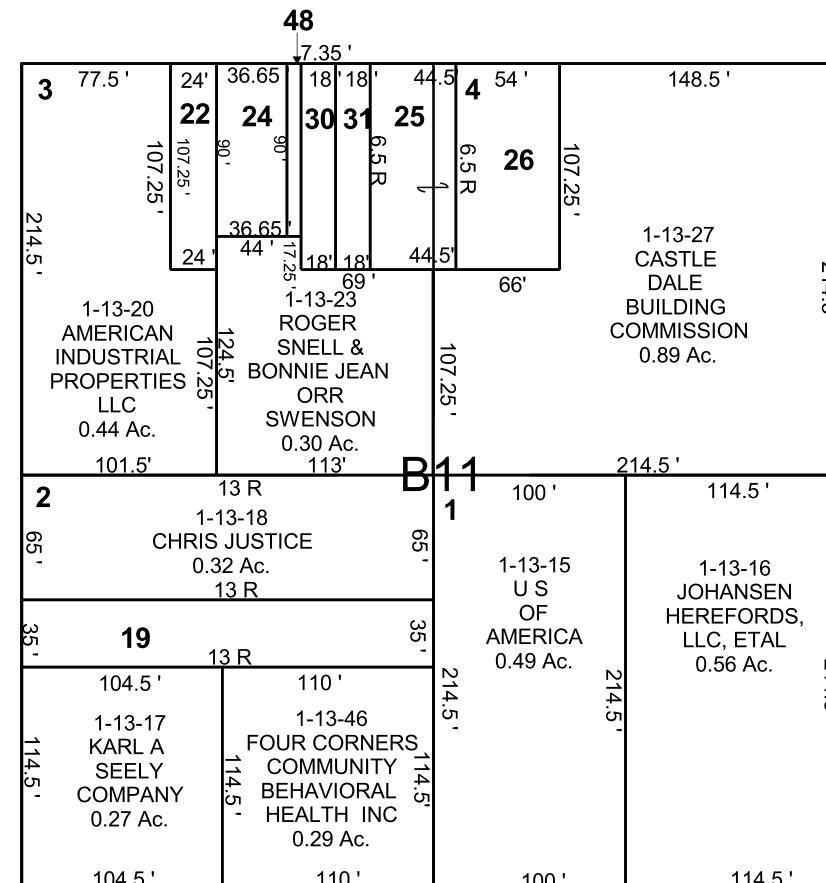 48
7.35 '
3
77.5 '
24'
36.65 '
18 '
18 '
44.5'
4
54 '
148.5 '
22
24
30
31
25
26
107.25 '
107.25 '
90'
90'
6.5 R
6.5 R
107.25 '
214.5 '
36.65 '
24 '
44 '
17.25 '
18'
18'
69 '
44.5'
66'
1-13-27
CASTLE
DALE
BUILDING
COMMISSION
0.89 Ac.
1-13-20
AMERICAN
INDUSTRIAL
PROPERTIES
LLC
0.44 Ac.
107.25 '
124.5'
1-13-23
ROGER
SNELL &
BONNIE JEAN
ORR
SWENSON
0.30 Ac.
107.25 '
101.5'
113'
B11
214.5 '
2
13 R
1
100 '
114.5 '
65 '
1-13-18
CHRIS JUSTICE
0.32 Ac.
65 '
13 R
35 '
19
35 '
13 R
1-13-15
U S
OF
AMERICA
0.49 Ac.
1-13-16
JOHANSEN
HEREFORDS,
LLC, ETAL
0.56 Ac.
214.5 '
214.5 '
104.5 '
110 '
114.5 '
1-13-17
KARL A
SEELY
COMPANY
0.27 Ac.
114.5 '
1-13-46
FOUR CORNERS
COMMUNITY
BEHAVIORAL
HEALTH INC
0.29 Ac.
114.5'
104.5 '
110 '
100 '
114.5 '